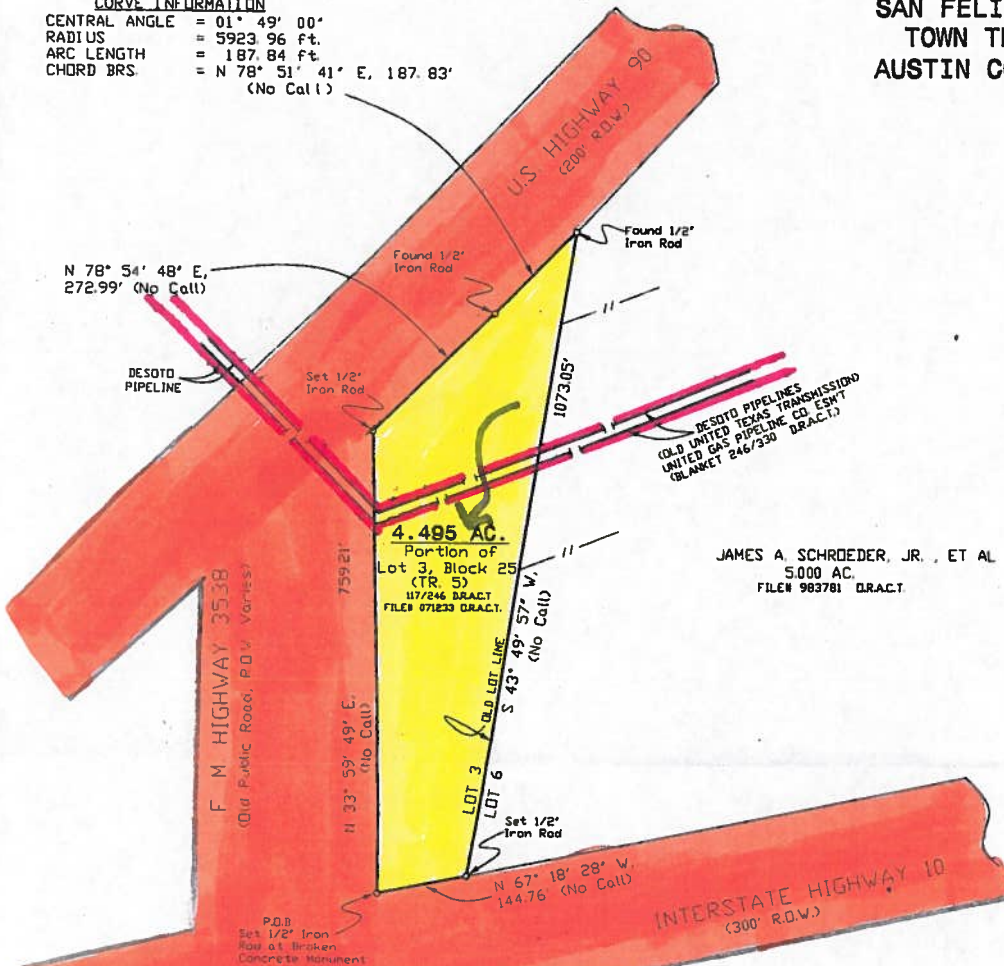 CURVE INFORMATION
CENTRAL ANGLE = 01° 49' 00"
RADIUS = 5923.96 ft.
ARC LENGTH = 187.84 ft.
CHORD BRS. = N 78° 51' 41" E, 187.83'
(No Call)
SAN FELI
TOWN T
AUSTIN C
U.S. HIGHWAY 90
(200' R.O.W.)
Found 1/2"
Iron Rod
Found 1/2"
Iron Rod
N 78° 54' 48" E,
272.99' (No Call)
DESOTO
PIPELINE
Set 1/2"
Iron Rod
11
1073.05'
DESOTO PIPELINES
(OLD UNITED TEXAS TRANSMISSION)
UNITED GAS PIPELINE CO. ESM'T
(BLANKET 246/330 D.R.A.C.T.)
4.495 AC.
Portion of
Lot 3, Block 25
(TR. 5)
117/246 D.R.A.C.T
FILE# 071233 O.R.A.C.T.
11
JAMES A. SCHROEDER, JR., ET AL
5.000 AC.
FILE# 983781 O.R.A.C.T.
F M HIGHWAY 3538
(Old Public Road, R.O.W. Varies)
759.21'
N 33° 59' 49" E,
(No Call)
OLD LOT LINE
S 43° 49' 57" W,
(No Call)
LOT 3
LOT 6
Set 1/2"
Iron Rod
N 67° 18' 28" W,
144.76' (No Call)
INTERSTATE HIGHWAY 10
(300' R.O.W.)
P.O.B
Set 1/2" Iron
Rod at Broken
Concrete Monument